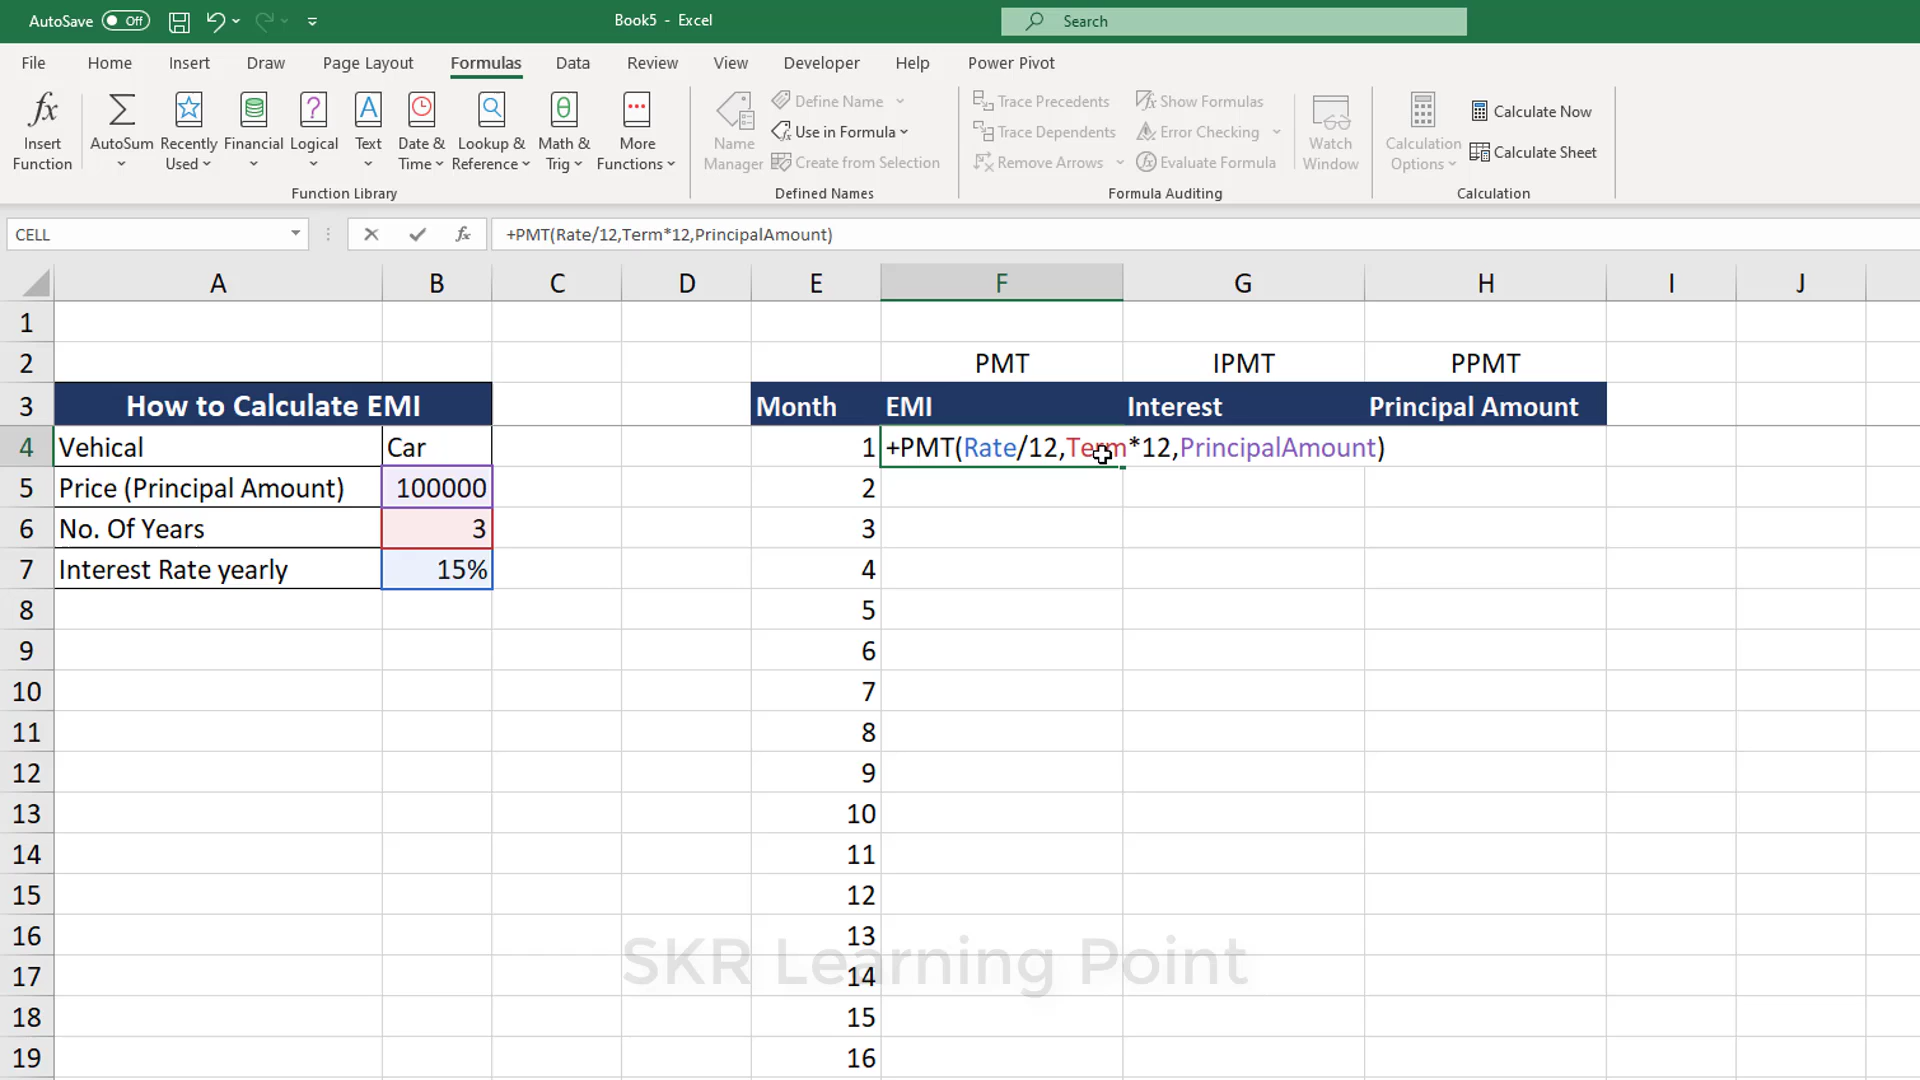 AutoSave Off Book5 - Excel Search
File Home Insert Draw Page Layout Formulas Data Review View Developer Help Power Pivot
Insert Function
AutoSum
Recently Used
Financial
Logical
Text
Date & Time
Lookup & Reference
Math & Trig
More Functions
Function Library
Name Manager
Define Name
Use in Formula
Create from Selection
Defined Names
Trace Precedents
Trace Dependents
Remove Arrows
Show Formulas
Error Checking
Evaluate Formula
Formula Auditing
Watch Window
Calculation Options
Calculate Now
Calculate Sheet
Calculation
CELL fx +PMT(Rate/12,Term*12,PrincipalAmount)
A B C D E F G H I J
1
2 PMT IPMT PPMT
3 How to Calculate EMI Month EMI Interest Principal Amount
4 Vehical Car 1 +PMT(Rate/12,Term*12,PrincipalAmount)
5 Price (Principal Amount) 100000 2
6 No. Of Years 3 3
7 Interest Rate yearly 15% 4
8 5
9 6
10 7
11 8
12 9
13 10
14 11
15 12
16 13
SKR Learning Point
17 14
18 15
19 16